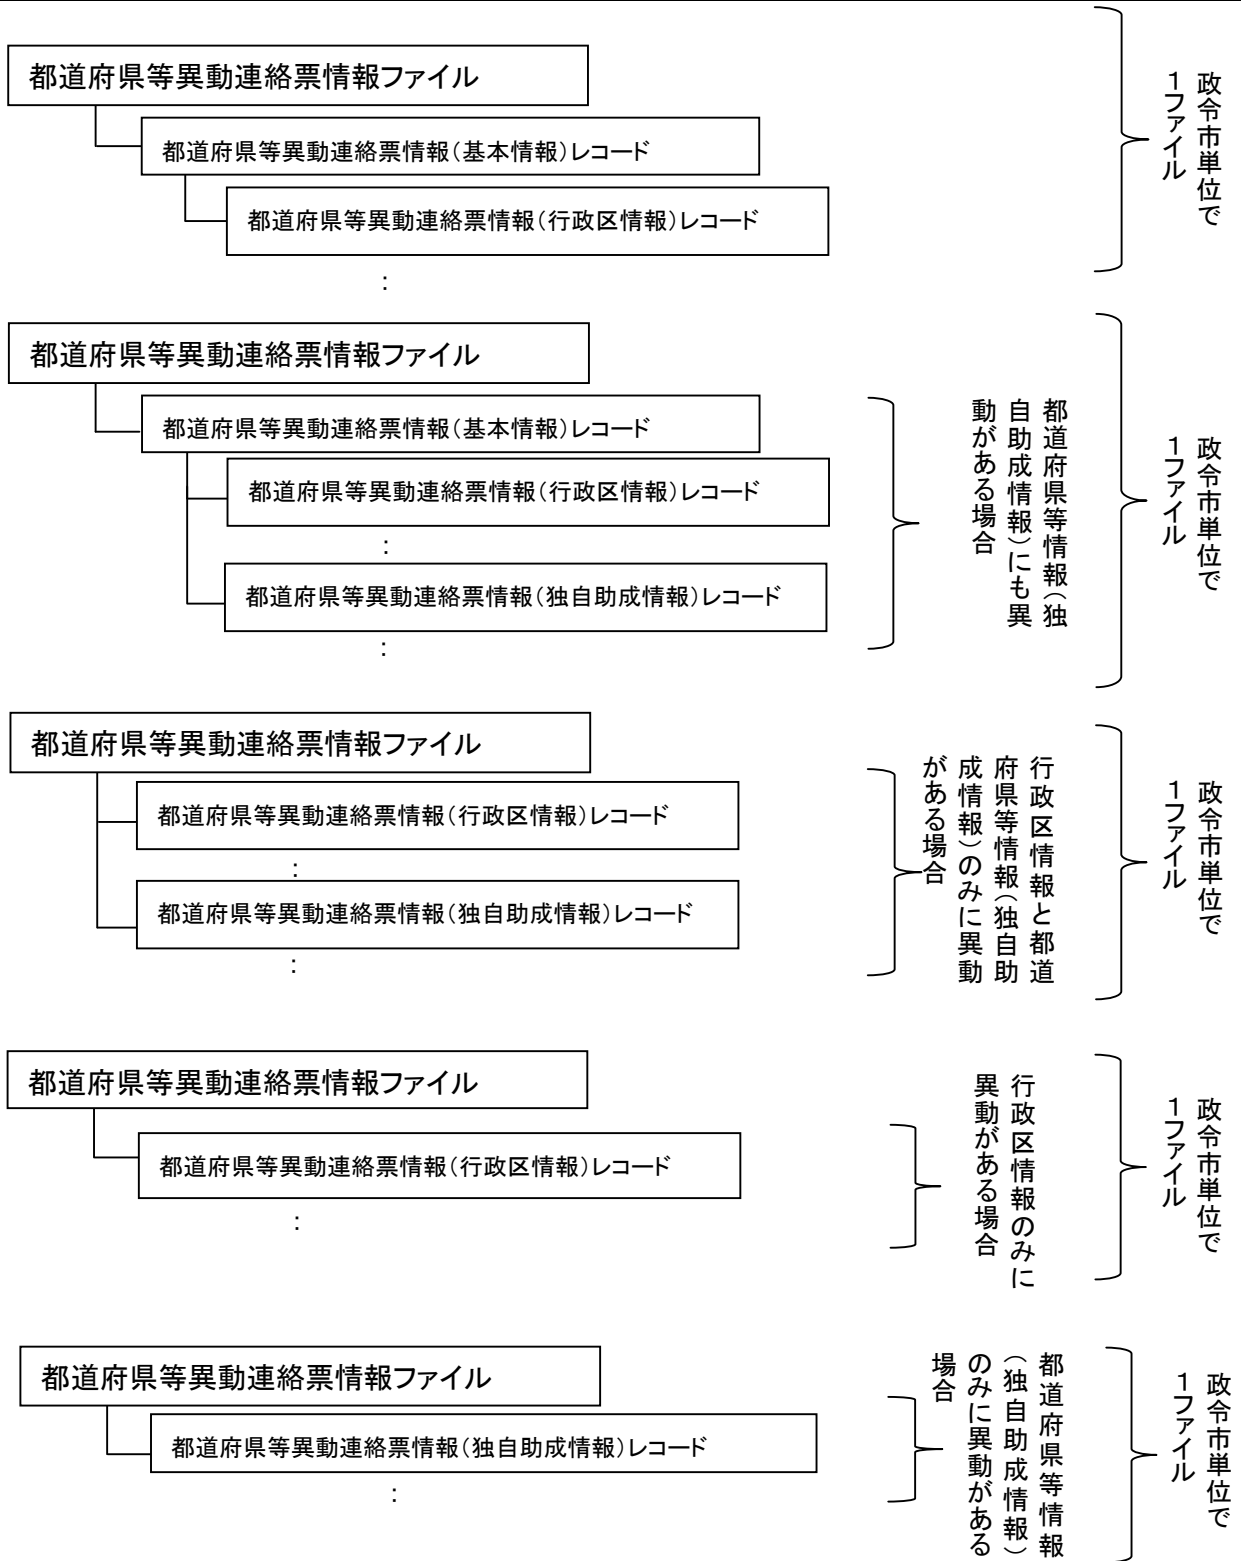 都道府県等異動連絡票情報ファイル
都道府県等異動連絡票情報(基本情報)レコード
都道府県等異動連絡票情報(行政区情報)レコード
:
政令市単位で
1ファイル
都道府県等異動連絡票情報ファイル
都道府県等異動連絡票情報(基本情報)レコード
都道府県等異動連絡票情報(行政区情報)レコード
:
都道府県等異動連絡票情報(独自助成情報)レコード
:
都道府県等情報(独
自助成情報)にも異
動がある場合
政令市単位で
1ファイル
都道府県等異動連絡票情報ファイル
都道府県等異動連絡票情報(行政区情報)レコード
:
都道府県等異動連絡票情報(独自助成情報)レコード
:
行政区情報と都道
府県等情報(独自助
成情報)のみに異動
がある場合
政令市単位で
1ファイル
都道府県等異動連絡票情報ファイル
都道府県等異動連絡票情報(行政区情報)レコード
:
行政区情報のみに
異動がある場合
政令市単位で
1ファイル
都道府県等異動連絡票情報ファイル
都道府県等異動連絡票情報(独自助成情報)レコード
:
都道府県等情報
(独自助成情報)
のみに異動がある
場合
政令市単位で
1ファイル